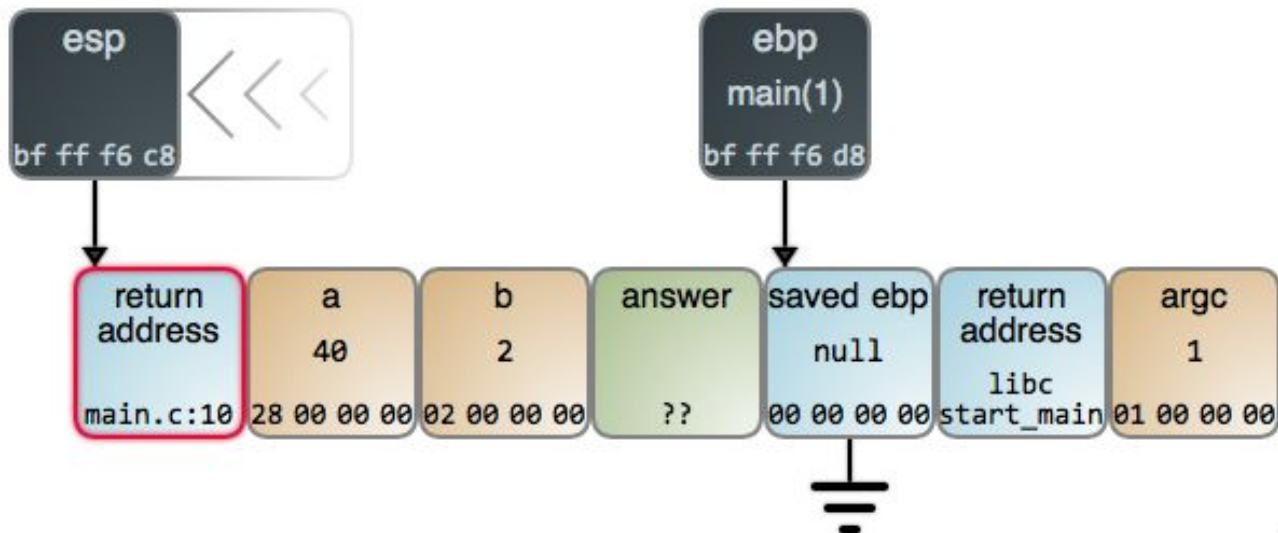 esp
bf ff f6 c8
ebp
main(1)
bf ff f6 d8
return
address
main.c:10
a
40
28 00 00 00
b
2
02 00 00 00
answer
??
saved ebp
null
00 00 00 00
return
address
libc
start_main
argc
1
01 00 00 00